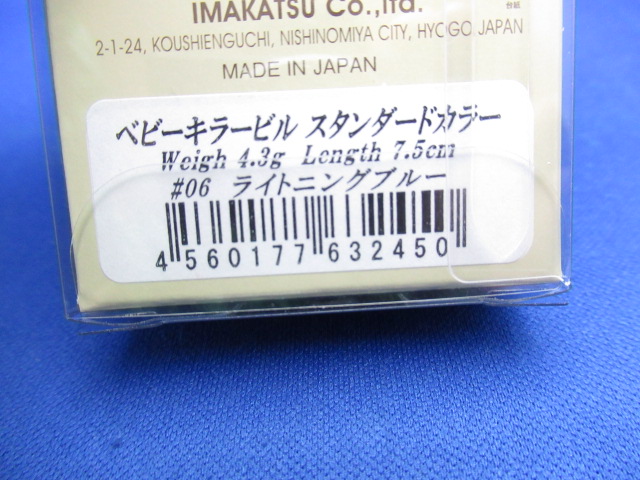 IMAKATSU Co.,ltd.
2-1-24, KOUSHIENGUCHI, NISHINOMIYA CITY, HYOGO JAPAN
MADE IN JAPAN
台紙
ベビーキラービル スタンダードカラー
Weigh 4.3g Length 7.5cm
#06 ライトニングブルー
4 560177 632450